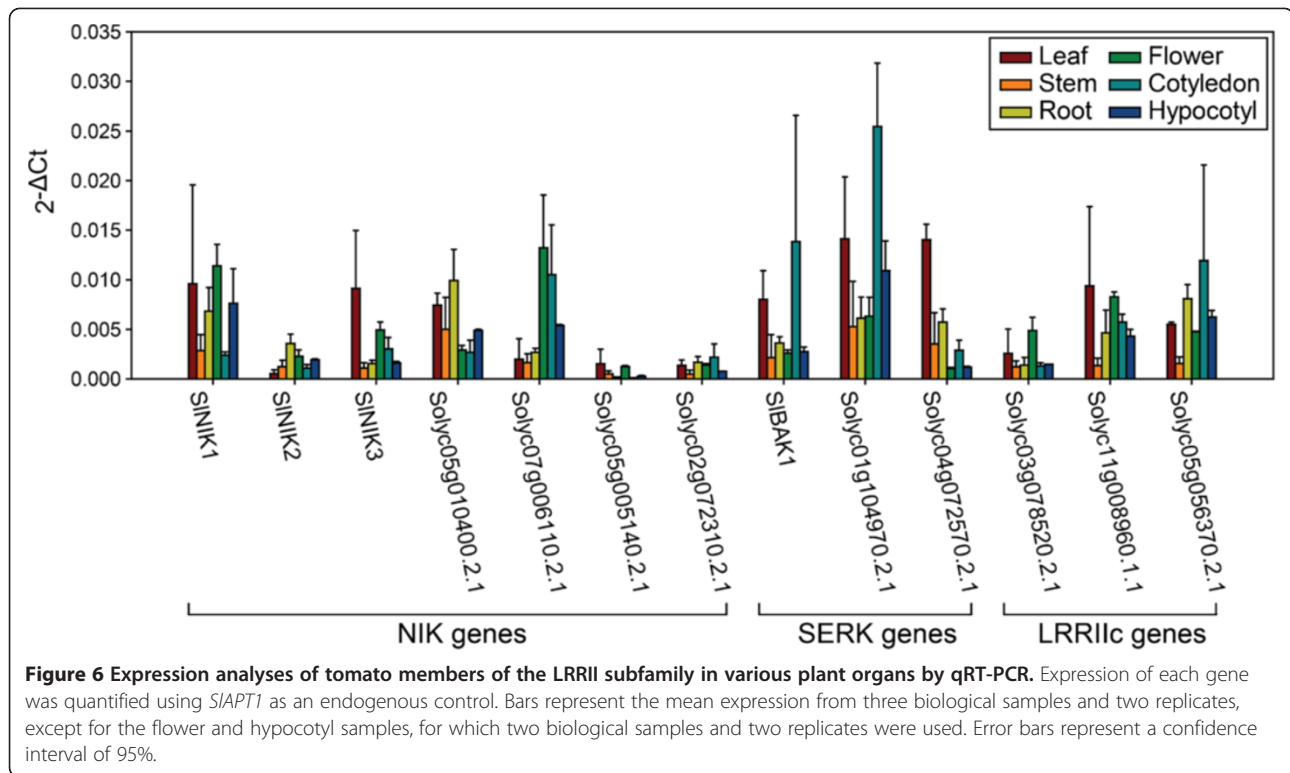 0.035
0.030
0.025
0.020
0.015
0.010
0.005
0.000
2-ΔCt
Leaf
Stem
Root
Flower
Cotyledon
Hypocotyl
SlNIK1
SlNIK2
SlNIK3
Solyc05g010400.2.1
Solyc07g006110.2.1
Solyc05g005140.2.1
Solyc02g072310.2.1
SlBAK1
Solyc01g104970.2.1
Solyc04g072570.2.1
Solyc03g078520.2.1
Solyc11g008960.1.1
Solyc05g056370.2.1
NIK genes
SERK genes
LRRIIc genes
Figure 6 Expression analyses of tomato members of the LRRII subfamily in various plant organs by qRT-PCR. Expression of each gene
was quantified using SlAPT1 as an endogenous control. Bars represent the mean expression from three biological samples and two replicates,
except for the flower and hypocotyl samples, for which two biological samples and two replicates were used. Error bars represent a confidence
interval of 95%.